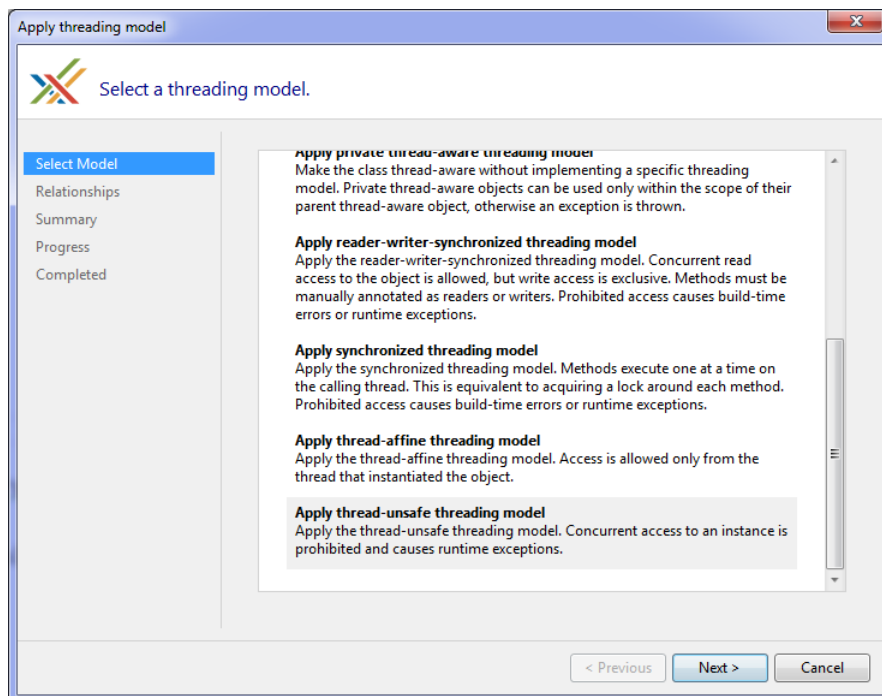 Apply threading model
Select a threading model.
Select Model
Relationships
Summary
Progress
Completed
Apply private thread-aware threading model
Make the class thread-aware without implementing a specific threading
model. Private thread-aware objects can be used only within the scope of their
parent thread-aware object, otherwise an exception is thrown.
Apply reader-writer-synchronized threading model
Apply the reader-writer-synchronized threading model. Concurrent read
access to the object is allowed, but write access is exclusive. Methods must be
manually annotated as readers or writers. Prohibited access causes build-time
errors or runtime exceptions.
Apply synchronized threading model
Apply the synchronized threading model. Methods execute one at a time on
the calling thread. This is equivalent to acquiring a lock around each method.
Prohibited access causes build-time errors or runtime exceptions.
Apply thread-affine threading model
Apply the thread-affine threading model. Access is allowed only from the
thread that instantiated the object.
Apply thread-unsafe threading model
Apply the thread-unsafe threading model. Concurrent access to an instance is
prohibited and causes runtime exceptions.
< Previous
Next >
Cancel